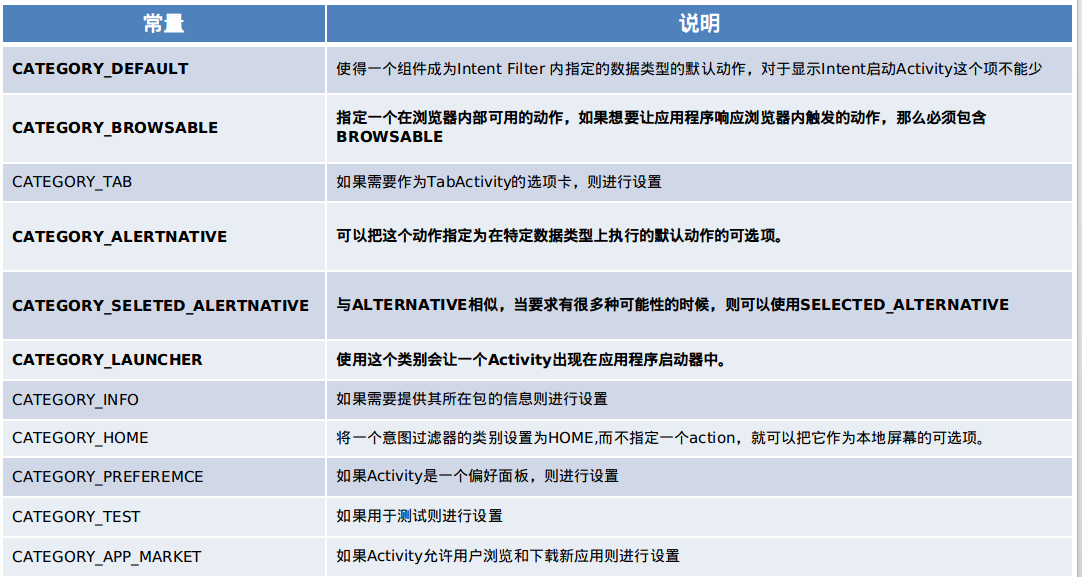 常量
说明
CATEGORY_DEFAULT
使得一个组件成为Intent Filter 内指定的数据类型的默认动作，对于显示Intent启动Activity这个项不能少
CATEGORY_BROWSABLE
指定一个在浏览器内部可用的动作，如果想要让应用程序响应浏览器内触发的动作，那么必须包含
BROWSABLE
CATEGORY_TAB
如果需要作为TabActivity的选项卡，则进行设置
CATEGORY_ALERTNATIVE
可以把这个动作指定为在特定数据类型上执行的默认动作的可选项。
CATEGORY_SELETED_ALERTNATIVE
与ALTERNATIVE相似，当要求有很多种可能性的时候，则可以使用SELECTED_ALTERNATIVE
CATEGORY_LAUNCHER
使用这个类别会让一个Activity出现在应用程序启动器中。
CATEGORY_INFO
如果需要提供其所在包的信息则进行设置
CATEGORY_HOME
将一个意图过滤器的类别设置为HOME,而不指定一个action，就可以把它作为本地屏幕的可选项。
CATEGORY_PREFEREMCE
如果Activity是一个偏好面板，则进行设置
CATEGORY_TEST
如果用于测试则进行设置
CATEGORY_APP_MARKET
如果Activity允许用户浏览和下载新应用则进行设置